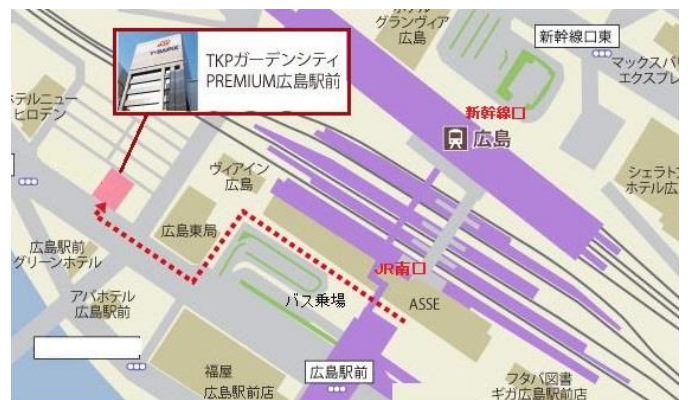 グランヴィア
広島
新幹線口東
マックスバリ
エクスプレ
TKPガーデンシティ
PREMIUM広島駅前
ホテルニュー
ヒロデン
新幹線口
広島
シェラト
ホテル広
ヴィアイン
広島
広島東局
広島駅前
グリーンホテル
JR南口
アパホテル
広島駅前
バス乗場
ASSE
福屋
広島駅前店
広島駅前
フタバ図書
ギガ広島駅前店